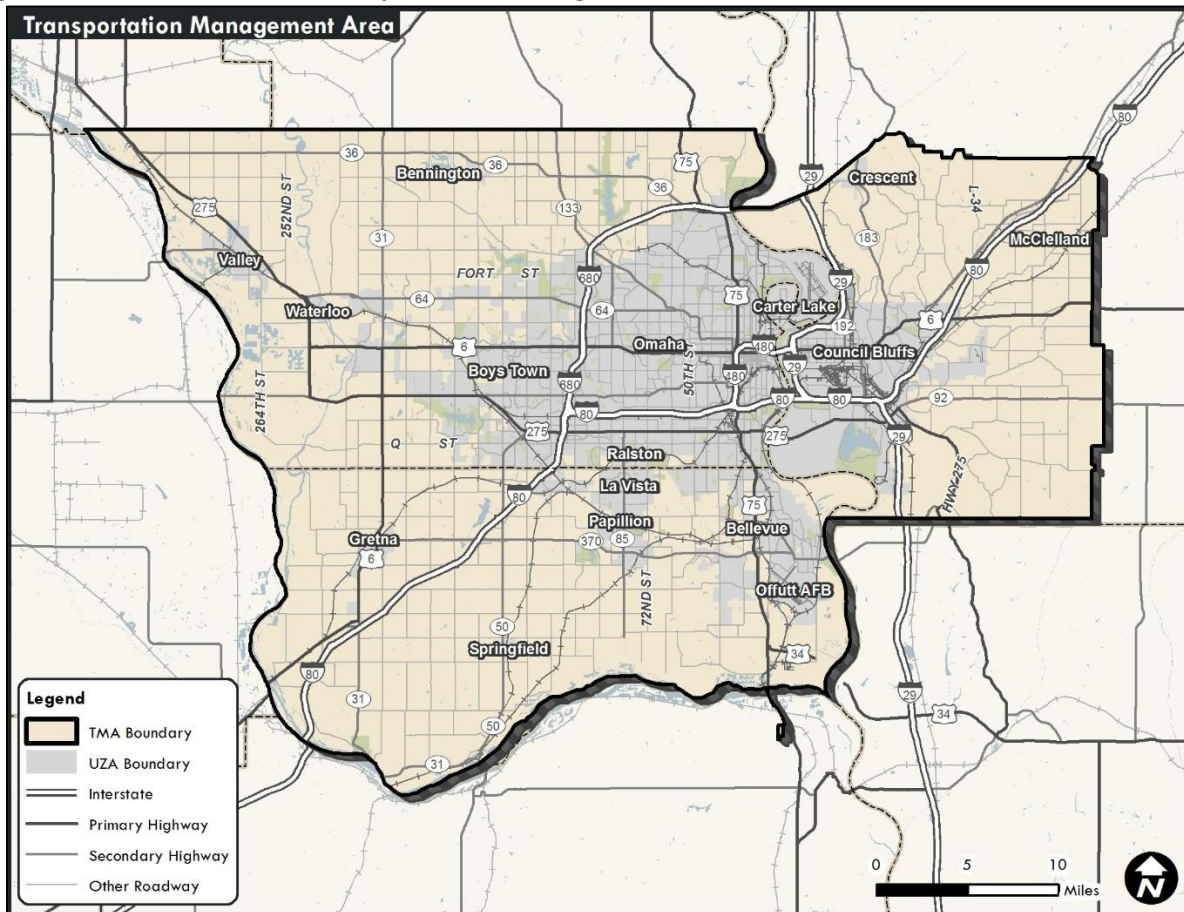 Transportation Management Area
80
75
36
36
29
Crescent
Bennington
36
L-34
252ND ST
275
133
31
183
McClelland
Valley
FORT ST
680
29
80
75
Carter Lake
Waterloo
64
64
192
6
6
Omaha
480
Council Bluffs
Boys Town
50TH ST
29
480
680
264TH ST
80
80
80
92
Q ST
275
275
29
Ralston
HWY 275
80
La Vista
75
Papillion
Bellevue
Gretna
370
85
6
Offutt AFB
72ND ST
50
Springfield
34
80
29
31
50
34
31
Legend
TMA Boundary
UZA Boundary
Interstate
Primary Highway
Secondary Highway
Other Roadway
0 5 10
Miles
N